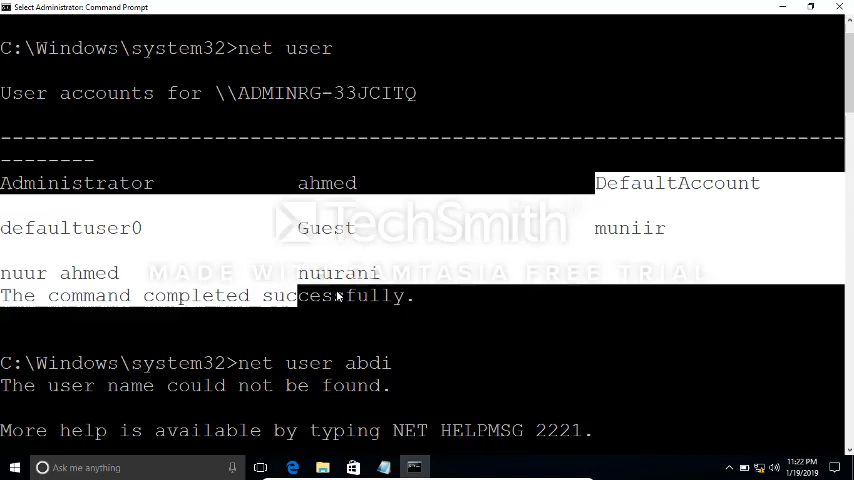 Select Administrator: Command Prompt
C:\Windows\system32>net user
User accounts for \\ADMINRG-33JCITQ
-------------------------------------------------------------------------------
--------
Administrator ahmed DefaultAccount
defaultuser0 Guest muniir
TechSmith
nuur ahmed nuurani
MADE WITH CAMTASIA FREE TRIAL
The command completed successfully.
C:\Windows\system32>net user abdi
The user name could not be found.
More help is available by typing NET HELPMSG 2221.
Ask me anything
11:22 PM
1/19/2019